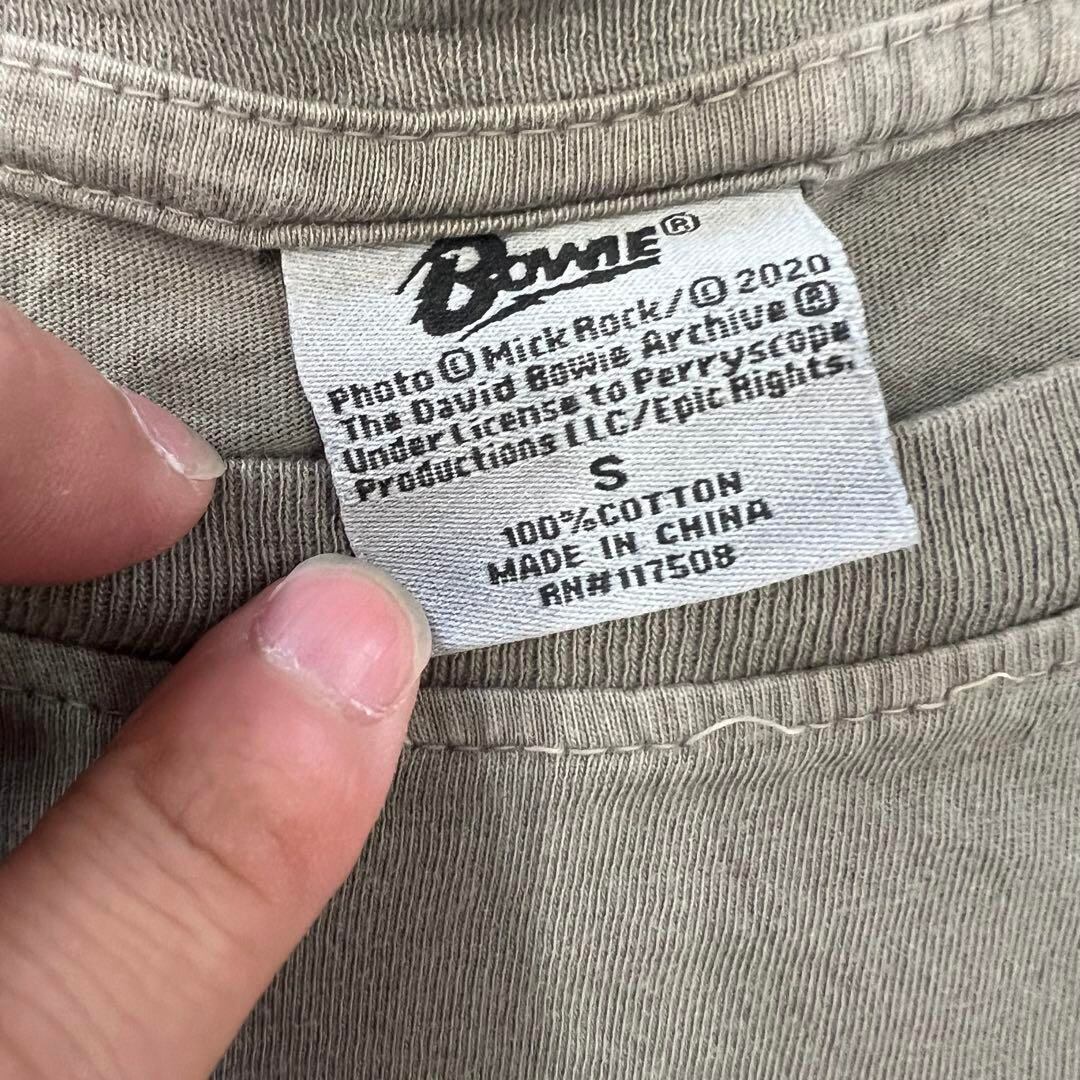 BOWIE®
Photo © Mick Rock/© 2020
The David Bowie Archive ®
Under License to Perryscope
Productions LLC/Epic Rights.
S
100%COTTON
MADE IN CHINA
RN#117508